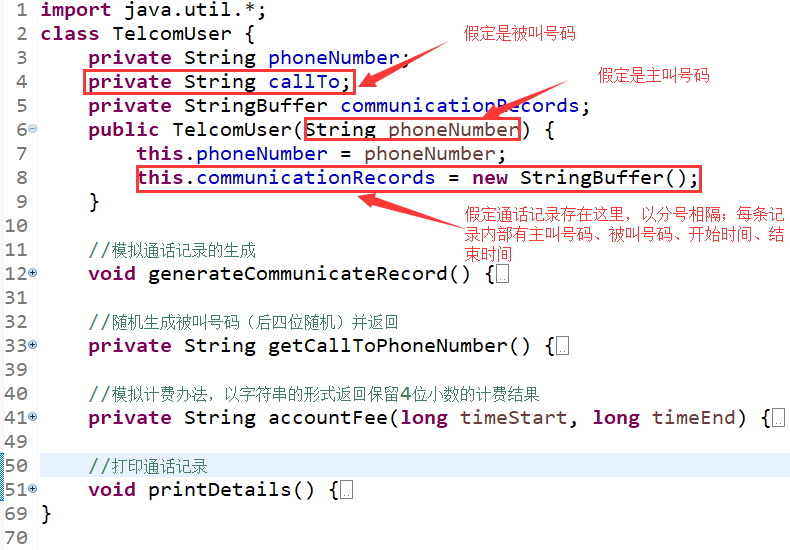 1 import java.util.*;
2 class TelcomUser {
假定是被叫号码
3 private String phoneNumber;
4 private String callTo;
假定是主叫号码
5 private StringBuffer communicationRecords;
6 public TelcomUser(String phoneNumber) {
7 this.phoneNumber = phoneNumber;
8 this.communicationRecords = new StringBuffer();
9 }
假定通话记录存在这里，以分号相隔；每条记
录内部有主叫号码、被叫号码、开始时间、结
束时间
10
11 //模拟通话记录的生成
12 void generateCommunicateRecord() {
31
32 //随机生成被叫号码（后四位随机）并返回
33 private String getCallToPhoneNumber() {
39
40 //模拟计费办法，以字符串的形式返回保留4位小数的计费结果
41 private String accountFee(long timeStart, long timeEnd) {
49
50 //打印通话记录
51 void printDetails() {
69 }
70